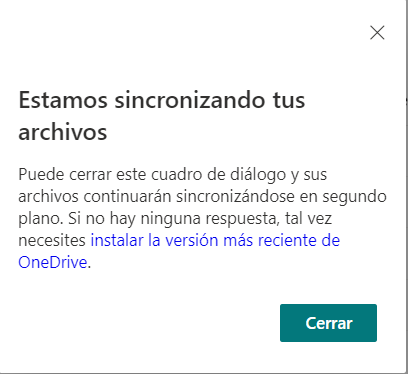 Estamos sincronizando tus
archivos
Puede cerrar este cuadro de diálogo y sus
archivos continuarán sincronizándose en segundo
plano. Si no hay ninguna respuesta, tal vez
necesites instalar la versión más reciente de
OneDrive.
Cerrar